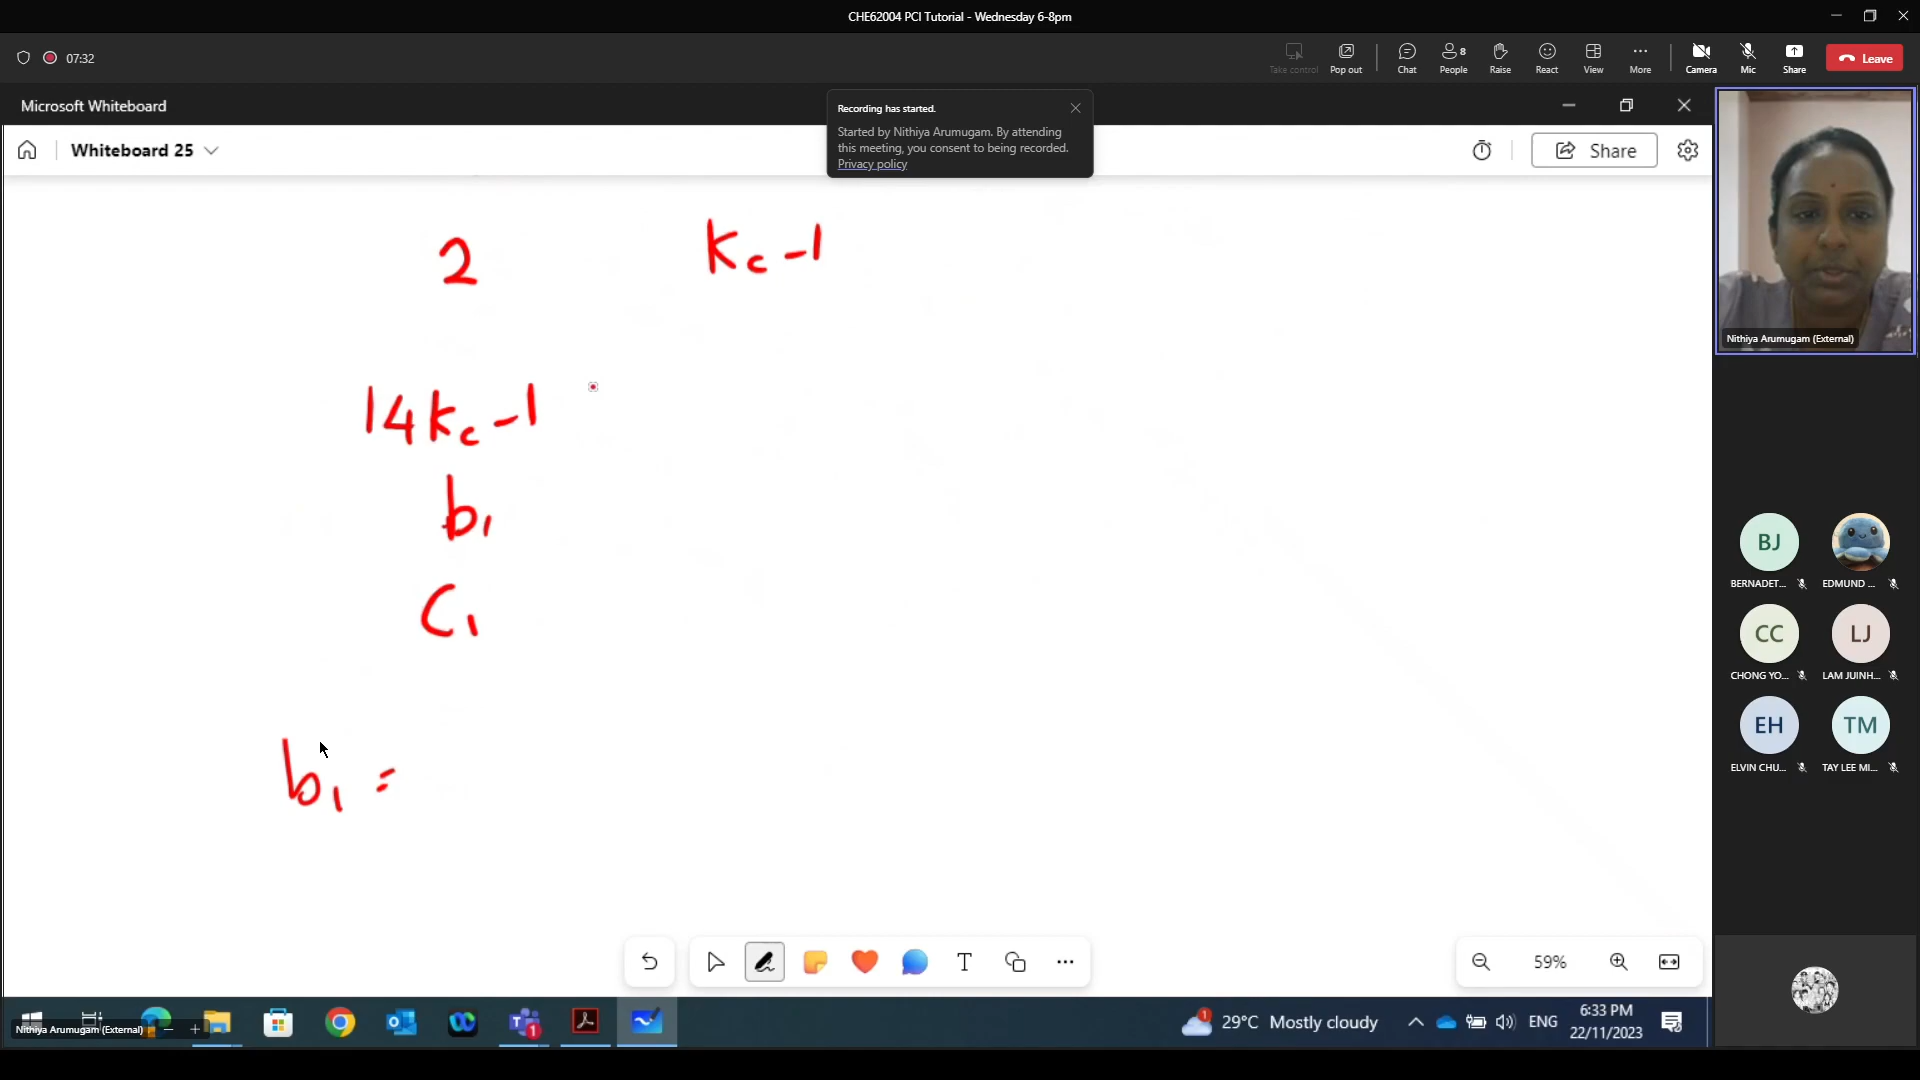 CHE62004 PCI Tutorial - Wednesday 6-8pm
07:32
Take control
Pop out
Chat
8
People
Raise
React
View
More
Camera
Mic
Share
Leave
Microsoft Whiteboard
Recording has started.
Started by Nithiya Arumugam. By attending
this meeting, you consent to being recorded.
Privacy policy
Whiteboard 25
Share
2 Kc -1
14Kc -1
b1
C1
b1 =
Nithiya Arumugam (External)
BJ
BERNADET...
EDMUND ...
CC
CHONG YO...
LJ
LAM JUINH...
EH
ELVIN CHU...
TM
TAY LEE MI...
T
59%
Nithiya Arumugam (External)
1
1
29°C Mostly cloudy
ENG
6:33 PM
22/11/2023